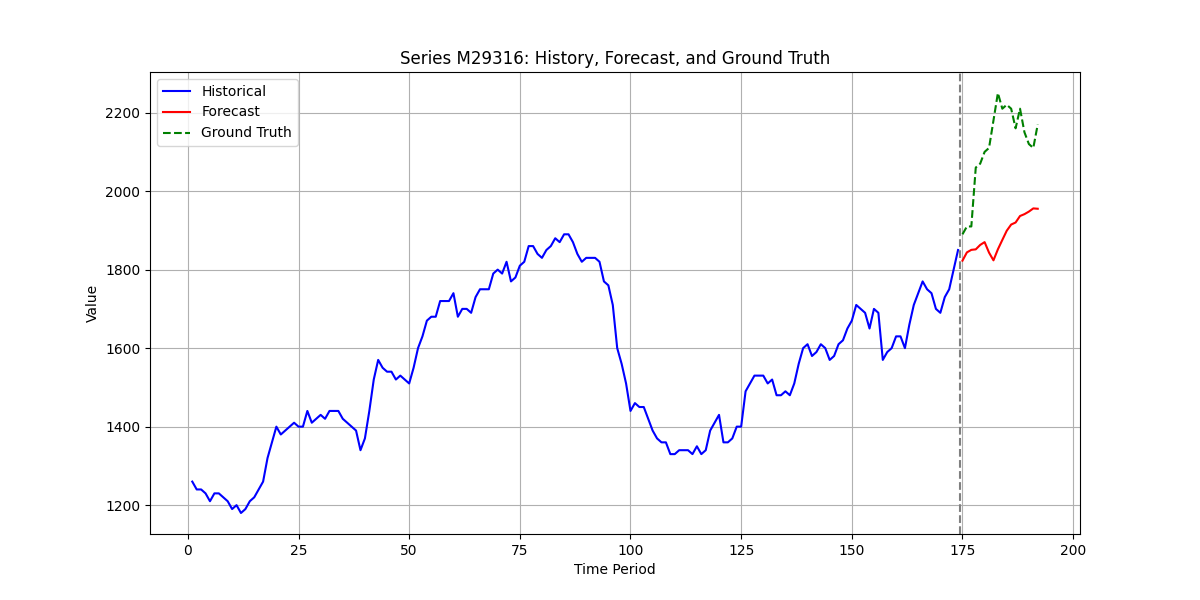 Series M29316: History, Forecast, and Ground Truth
Historical
Forecast
Ground Truth
Value
2200
2000
1800
1600
1400
1200
0 25 50 75 100 125 150 175 200
Time Period